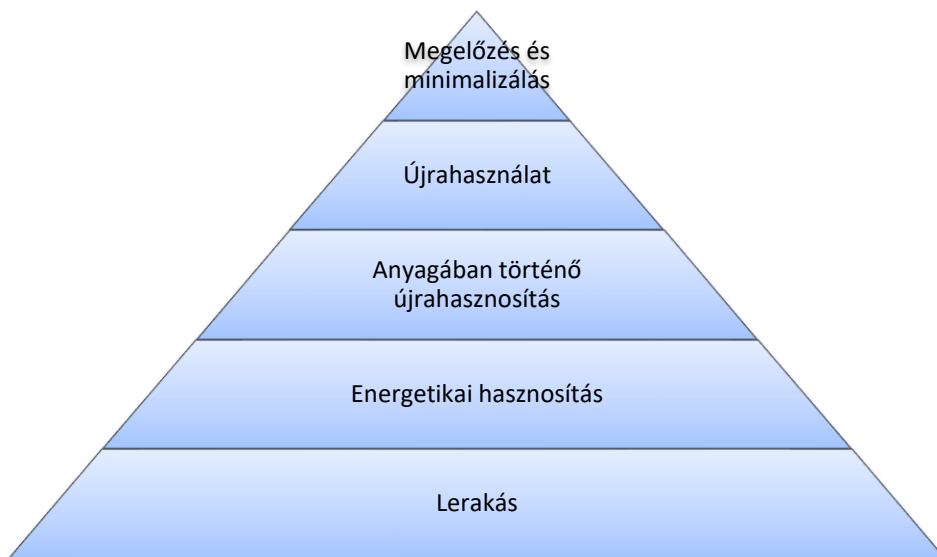 Megelőzés és
minimalizálás
Újrahasználat
Anyagában történő
újrahasznosítás
Energetikai hasznosítás
Lerakás